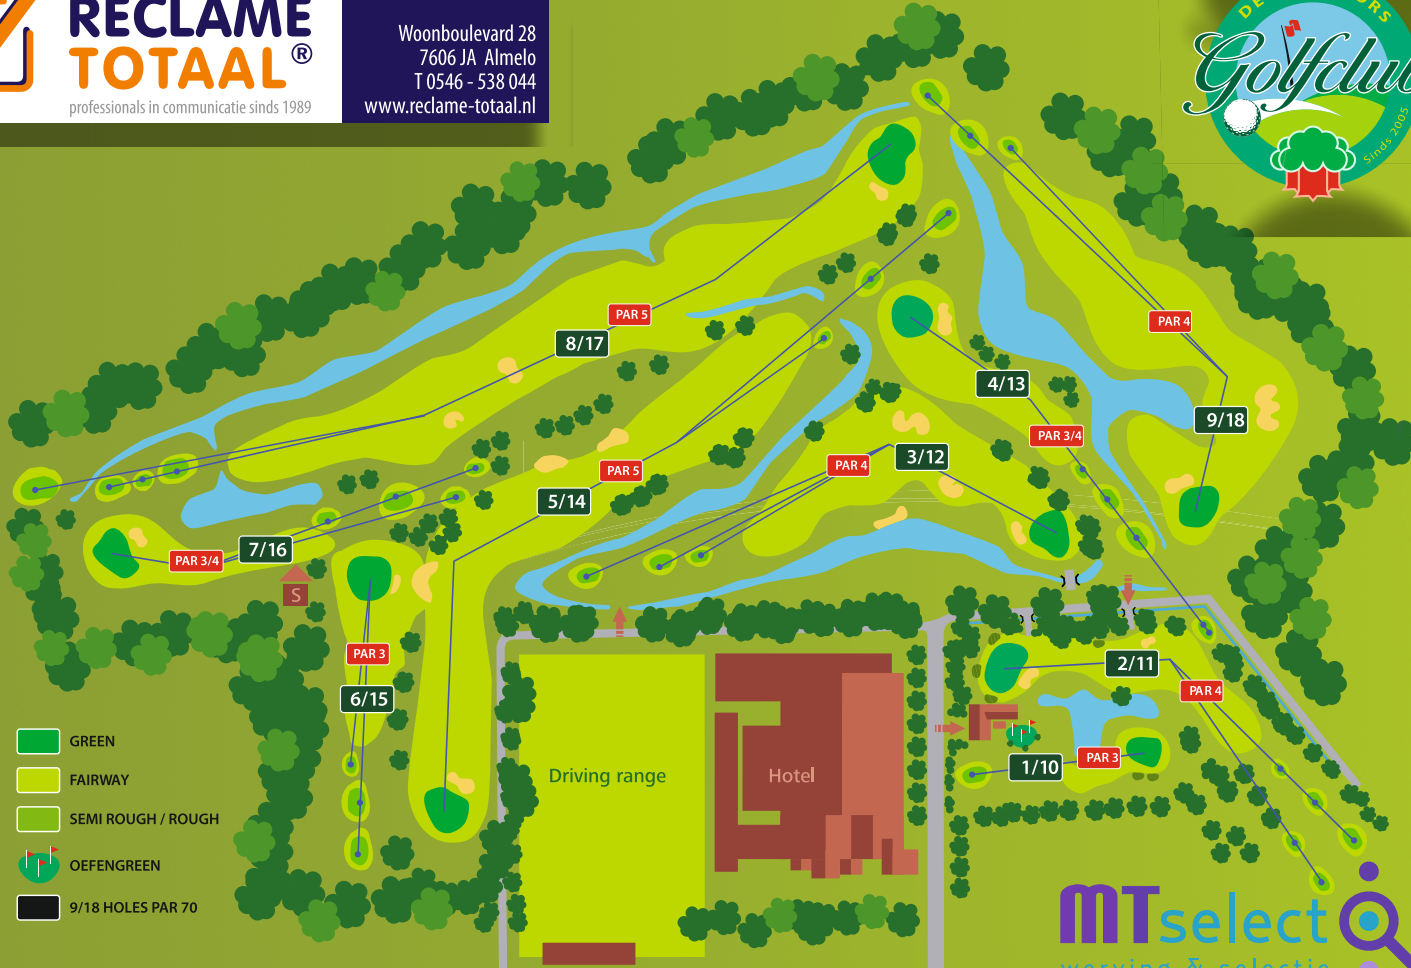 RECLAME
TOTAAL®
professionals in communicatie sinds 1989
Woonboulevard 28
7606 JA Almelo
T 0546 - 538 044
www.reclame-totaal.nl
Golfclub
Sinds 2005
PAR 5
8/17
PAR 4
4/13
9/18
PAR 3/4
PAR 4
3/12
PAR 5
5/14
7/16
PAR 3/4
S
PAR 3
6/15
2/11
PAR 4
1/10
PAR 3
Driving range
Hotel
GREEN
FAIRWAY
SEMI ROUGH / ROUGH
OEFENGREEN
9/18 HOLES PAR 70
MTselect
werving & selectie